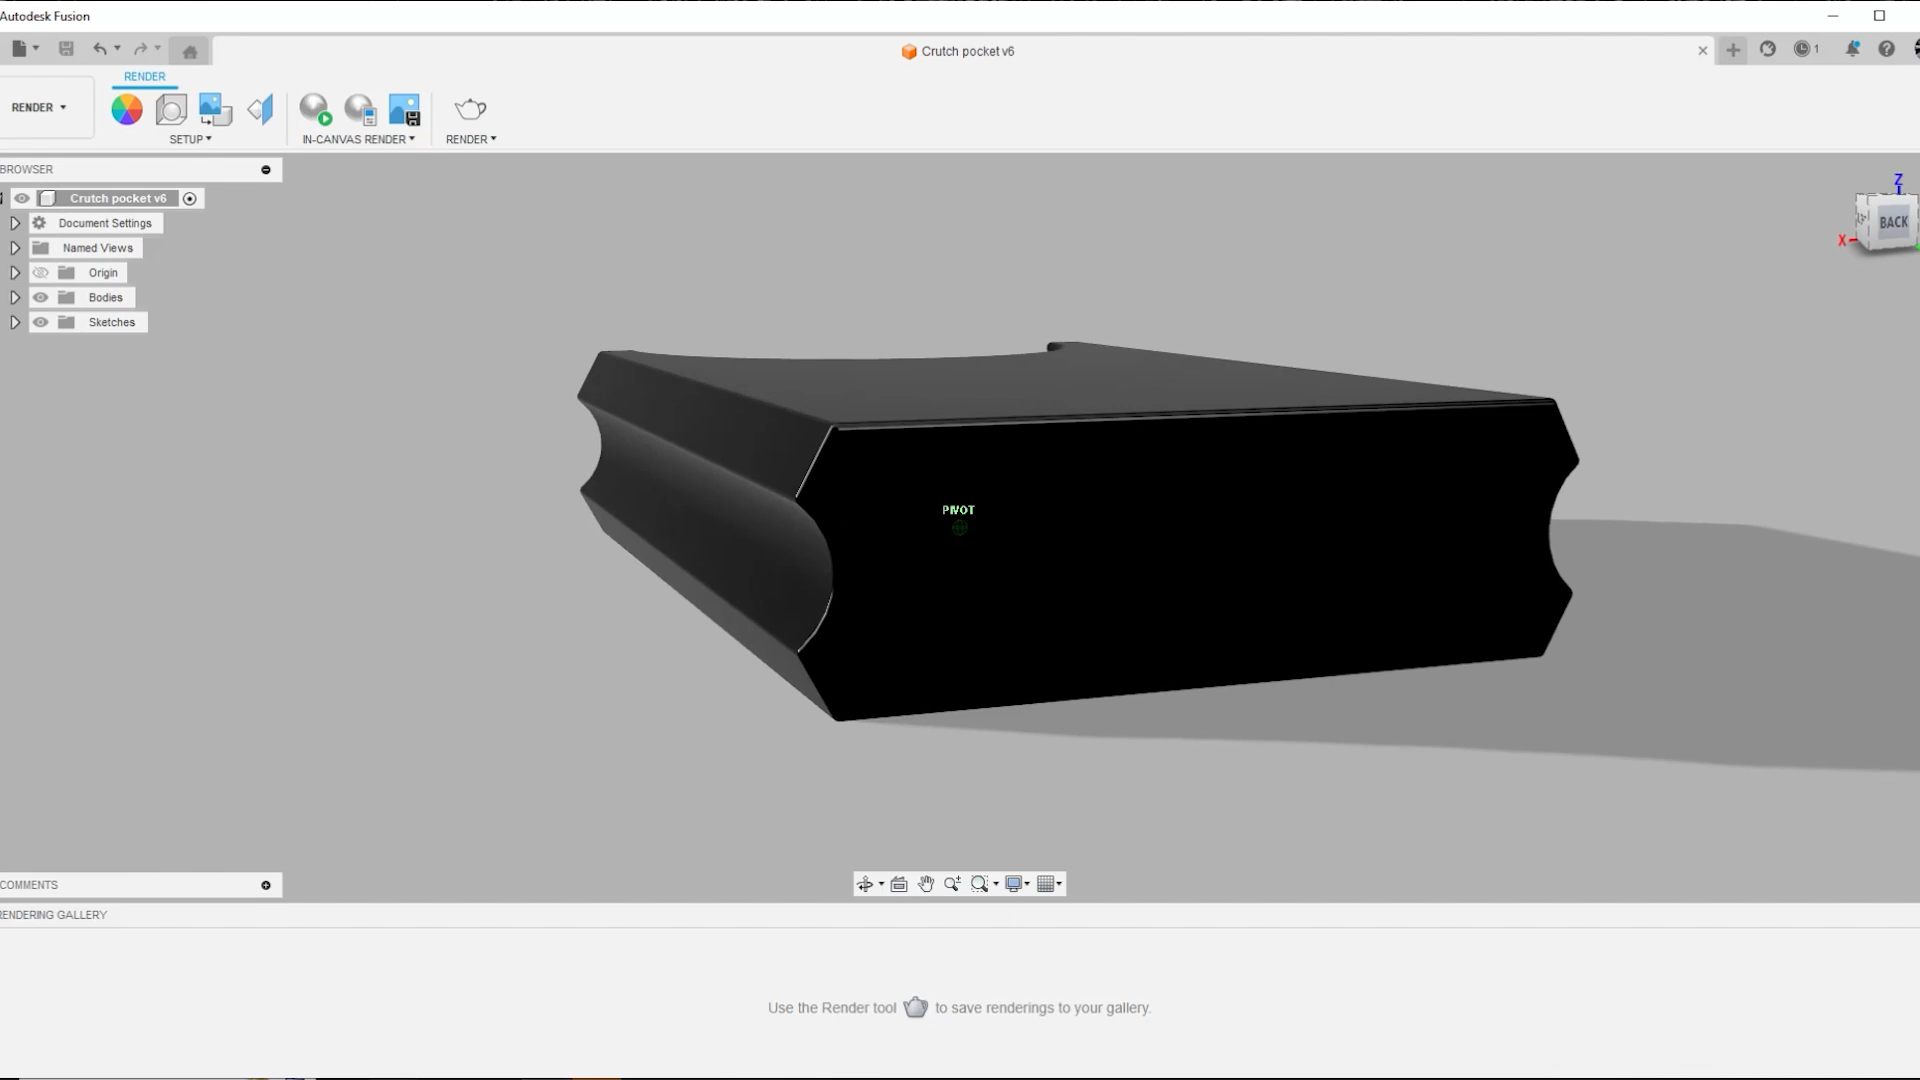 Autodesk Fusion
Crutch pocket v6
1
RENDER
RENDER
SETUP
IN-CANVAS RENDER
RENDER
BROWSER
Crutch pocket v6
Document Settings
Named Views
Origin
Bodies
Sketches
Z
BACK
X
PIVOT
COMMENTS
RENDERING GALLERY
Use the Render tool to save renderings to your gallery.